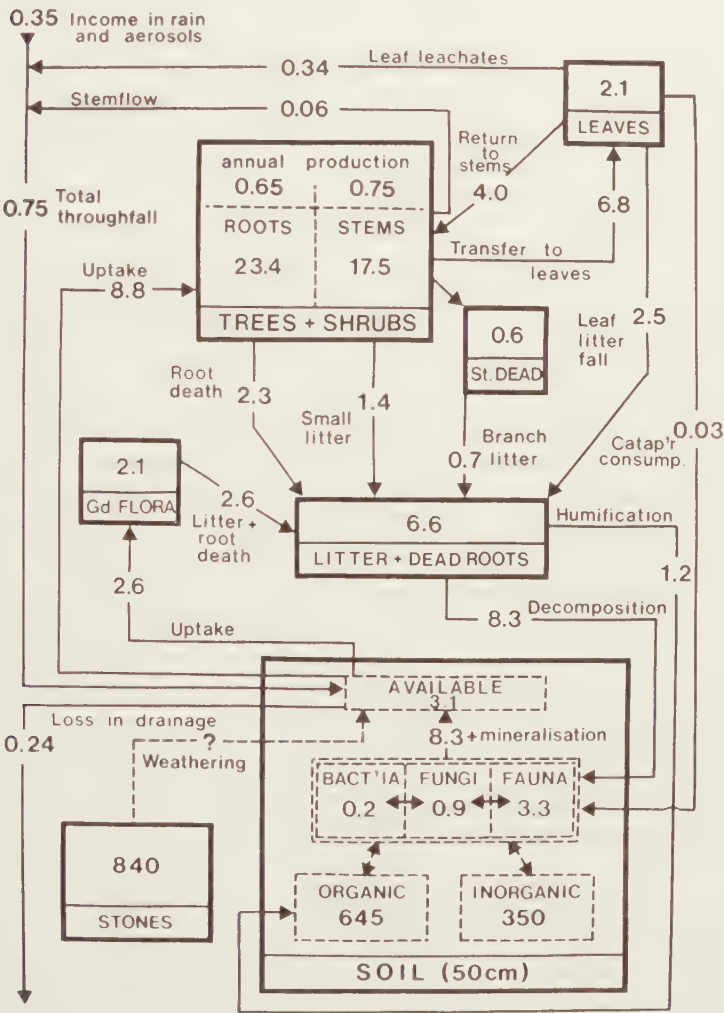 0.35 Income in rain
and aerosols
Leaf leachates
0.34
Stemflow
0.06
2.1
LEAVES
annual production
0.65 0.75
ROOTS STEMS
23.4 17.5
TREES + SHRUBS
Return
to
stems
4.0
6.8
Transfer to
leaves
0.75 Total
throughfall
Uptake
8.8
0.6
St. DEAD
Leaf
litter
fall
2.5
Root
death
2.3
Small
litter
1.4
Branch
litter
0.7
Catap'r
consump.
0.03
2.1
Gd FLORA
2.6
Litter +
root
death
6.6
LITTER + DEAD ROOTS
Humification
1.2
2.6
Uptake
8.3 Decomposition
AVAILABLE
3.1
Loss in drainage
0.24
?
Weathering
8.3 + mineralisation
BACT'IA FUNGI FAUNA
0.2 0.9 3.3
840
STONES
ORGANIC
645
INORGANIC
350
SOIL (50cm)